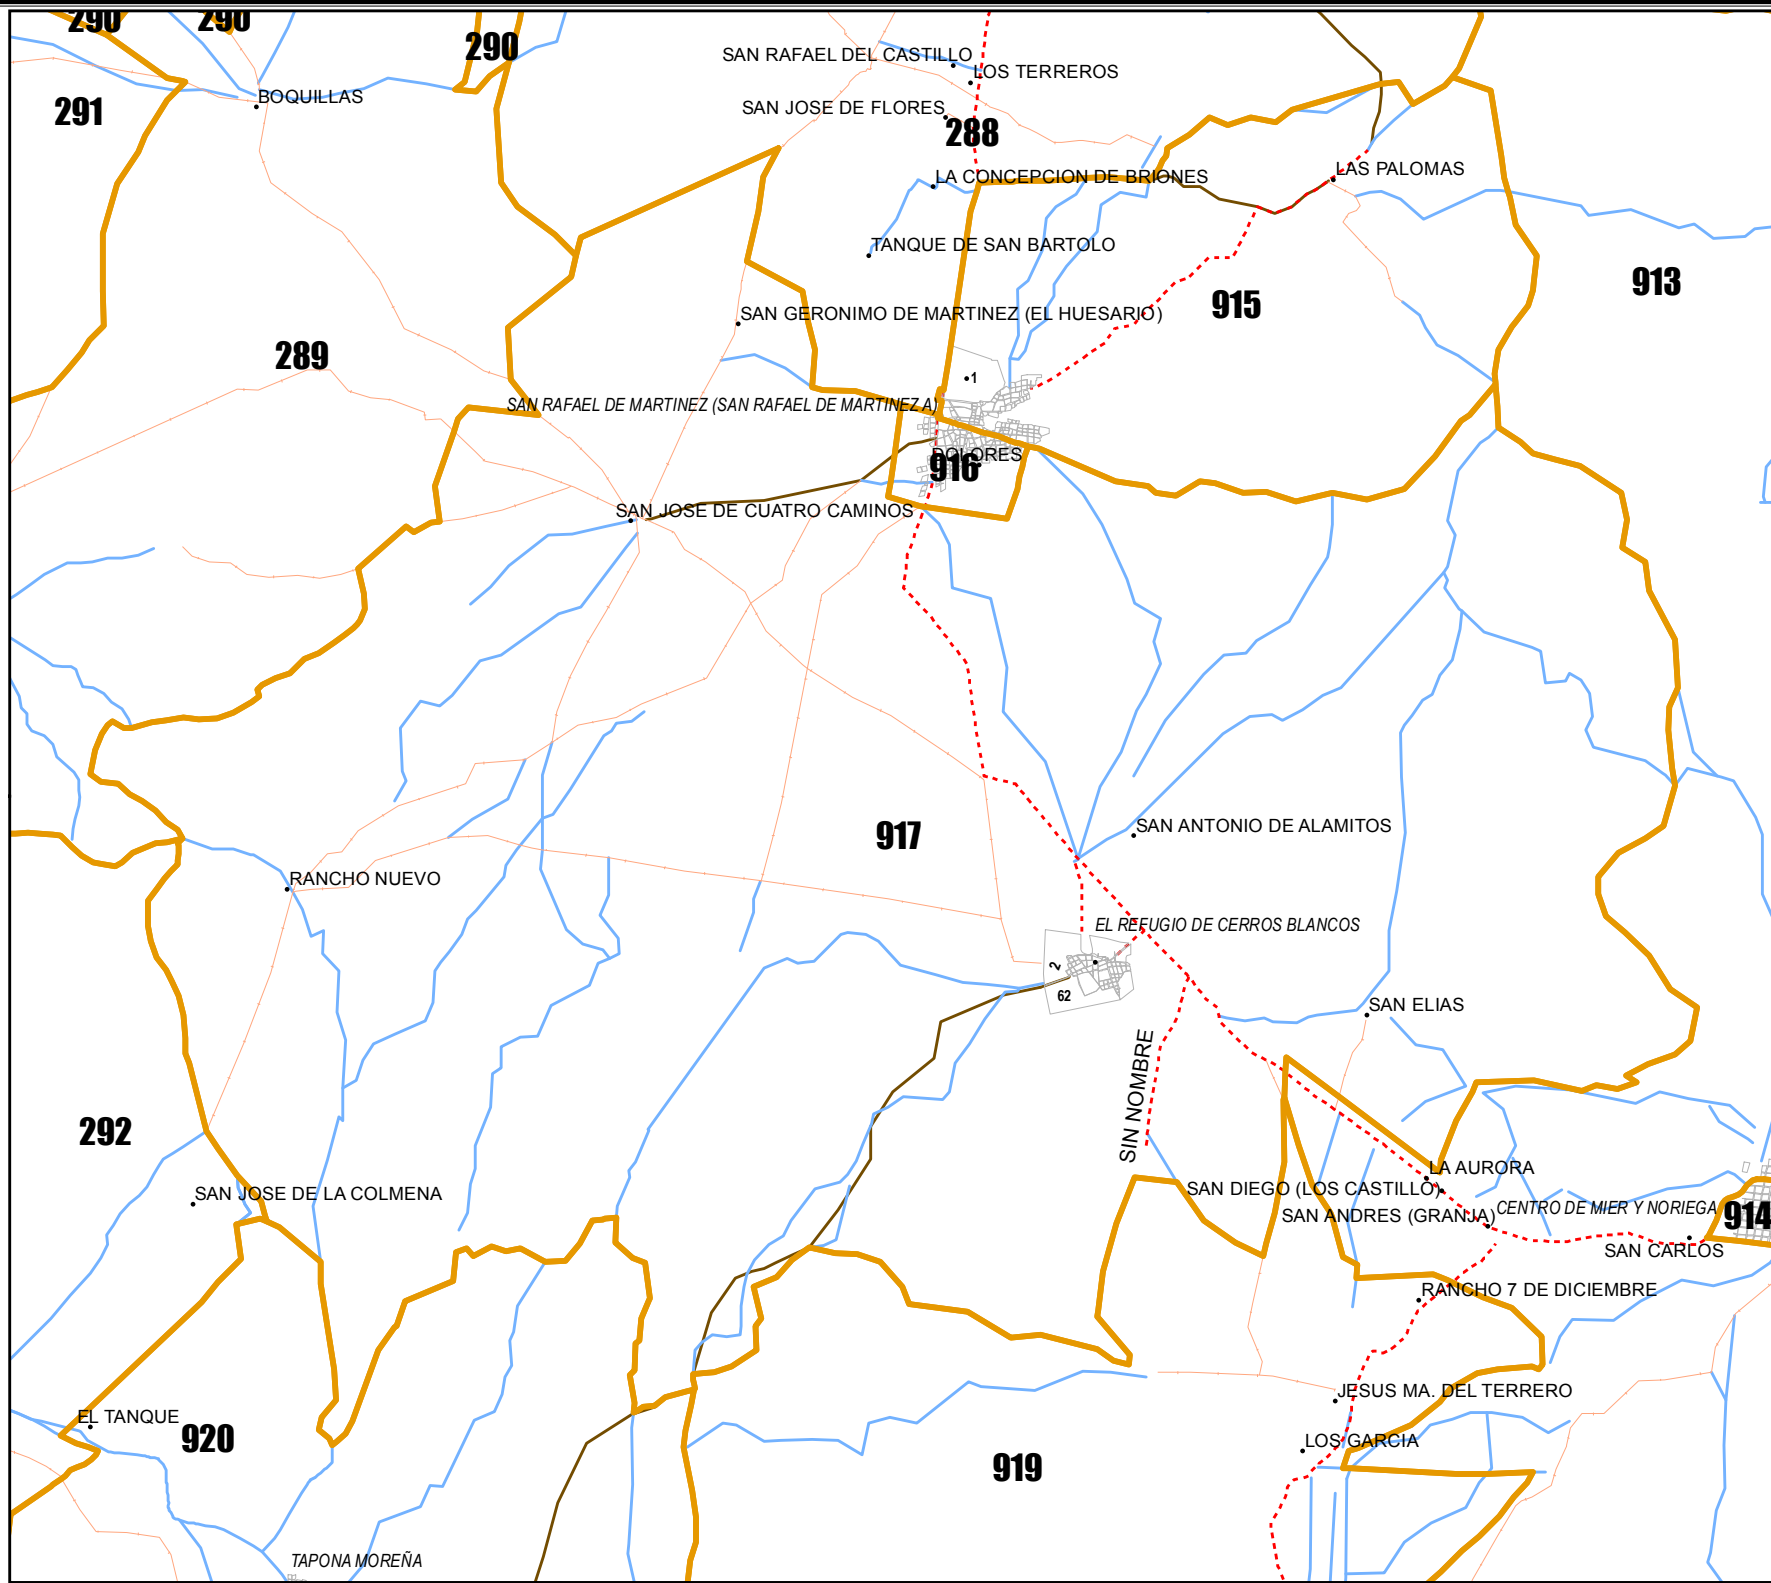 290
290
290
SAN RAFAEL DEL CASTILLO
LOS TERREROS
BOQUILLAS
291
SAN JOSE DE FLORES
288
LAS PALOMAS
LA CONCEPCION DE BRIONES
TANQUE DE SAN BARTOLO
913
915
SAN GERONIMO DE MARTINEZ (EL HUESARIO)
289
1
SAN RAFAEL DE MARTINEZ (SAN RAFAEL DE MARTINEZ A)
DOLORES
916
SAN JOSE DE CUATRO CAMINOS
SAN ANTONIO DE ALAMITOS
917
RANCHO NUEVO
EL REFUGIO DE CERROS BLANCOS
2
62
SAN ELIAS
SIN NOMBRE
292
LA AURORA
SAN DIEGO (LOS CASTILLO)
SAN JOSE DE LA COLMENA
CENTRO DE MIER Y NORIEGA
SAN ANDRES (GRANJA)
914
SAN CARLOS
RANCHO 7 DE DICIEMBRE
JESUS MA. DEL TERRERO
EL TANQUE
920
LOS GARCIA
919
TAPONA MOREÑA